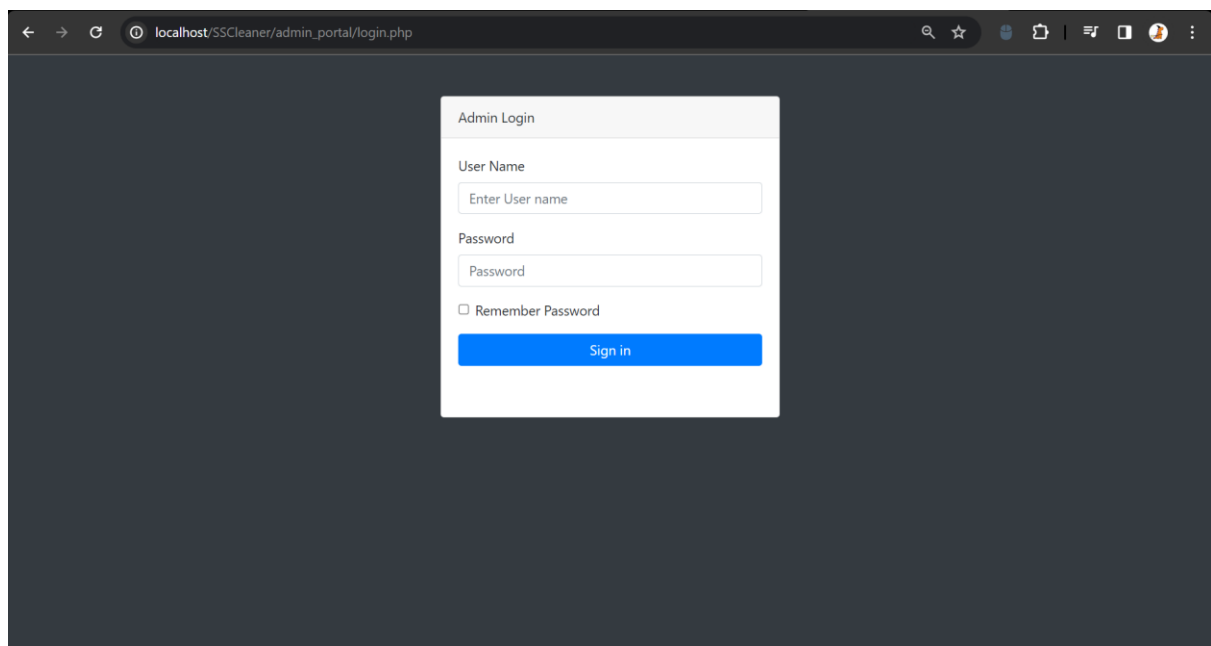 localhost/SSCleaner/admin_portal/login.php
Admin Login
User Name
Enter User name
Password
Password
Remember Password
Sign in